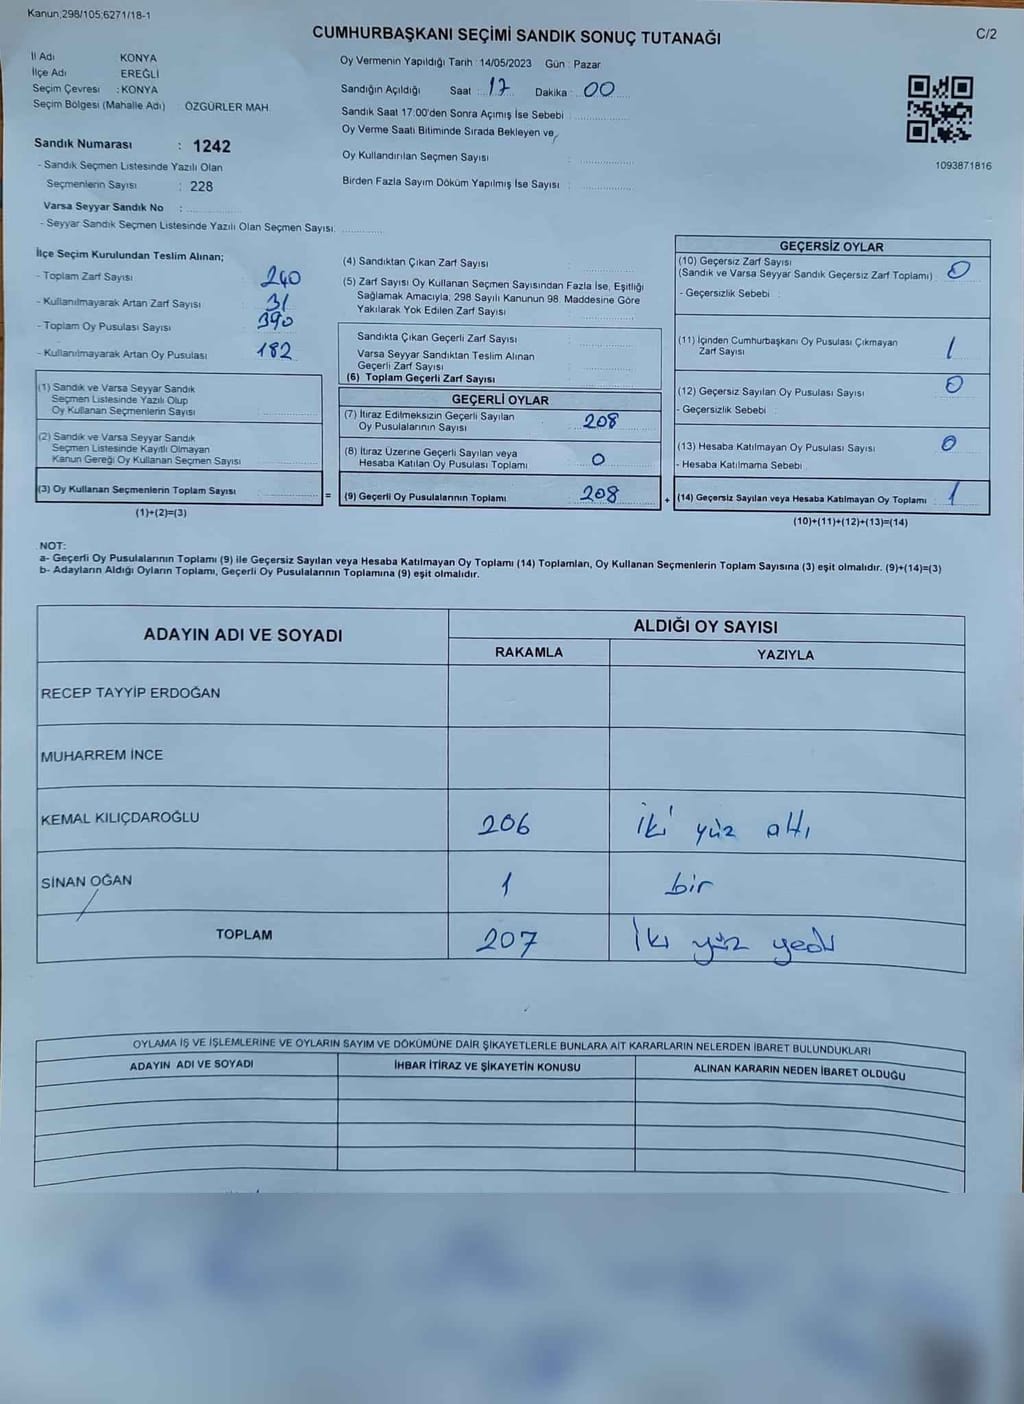 Kanun;298/105;6271/18-1
CUMHURBAŞKANI SEÇİMİ SANDIK SONUÇ TUTANAĞI
C/2
İl Adı KONYA
İlçe Adı EREĞLİ
Seçim Çevresi : KONYA
Seçim Bölgesi (Mahalle Adı) ÖZGÜRLER MAH.
Sandık Numarası : 1242
- Sandık Seçmen Listesinde Yazılı Olan
Seçmenlerin Sayısı : 228
Varsa Seyyar Sandık No :
- Seyyar Sandık Seçmen Listesinde Yazılı Olan Seçmen Sayısı.
Oy Vermenin Yapıldığı Tarih : 14/05/2023 Gün : Pazar
Sandığın Açıldığı Saat : 17 Dakika : 00
Sandık Saat 17:00'den Sonra Açımış İse Sebebi
Oy Verme Saati Bitiminde Sırada Bekleyen ve
Oy Kullandırılan Seçmen Sayısı :
Birden Fazla Sayım Döküm Yapılmış İse Sayısı :
1093871816
İlçe Seçim Kurulundan Teslim Alınan;
- Toplam Zarf Sayısı 240
- Kullanılmayarak Artan Zarf Sayısı 31
- Toplam Oy Pusulası Sayısı 390
- Kullanılmayarak Artan Oy Pusulası 182
(1) Sandık ve Varsa Seyyar Sandık
Seçmen Listesinde Yazılı Olup
Oy Kullanan Seçmenlerin Sayısı
(2) Sandık ve Varsa Seyyar Sandık
Seçmen Listesinde Kayıtlı Olmayan
Kanun Gereği Oy Kullanan Seçmen Sayısı
(3) Oy Kullanan Seçmenlerin Toplam Sayısı =
(1)+(2)=(3)
(4) Sandıktan Çıkan Zarf Sayısı
(5) Zarf Sayısı Oy Kullanan Seçmen Sayısından Fazla İse, Eşitliği
Sağlamak Amacıyla, 298 Sayılı Kanunun 98. Maddesine Göre
Yakılarak Yok Edilen Zarf Sayısı
Sandıkta Çıkan Geçerli Zarf Sayısı
Varsa Seyyar Sandıktan Teslim Alınan
Geçerli Zarf Sayısı
(6) Toplam Geçerli Zarf Sayısı
GEÇERLİ OYLAR
(7) İtiraz Edilmeksizin Geçerli Sayılan
Oy Pusulalarının Sayısı 208
(8) İtiraz Üzerine Geçerli Sayılan veya
Hesaba Katılan Oy Pusulası Toplamı 0
(9) Geçerli Oy Pusulalarının Toplamı 208 +
GEÇERSİZ OYLAR
(10) Geçersiz Zarf Sayısı
(Sandık ve Varsa Seyyar Sandık Geçersiz Zarf Toplamı) 0
- Geçersizlik Sebebi :
(11) İçinden Cumhurbaşkanı Oy Pusulası Çıkmayan
Zarf Sayısı 1
(12) Geçersiz Sayılan Oy Pusulası Sayısı 0
- Geçersizlik Sebebi
(13) Hesaba Katılmayan Oy Pusulası Sayısı 0
- Hesaba Katılmama Sebebi
(14) Geçersiz Sayılan veya Hesaba Katılmayan Oy Toplamı 1
(10)+(11)+(12)+(13)=(14)
NOT:
a- Geçerli Oy Pusulalarının Toplamı (9) ile Geçersiz Sayılan veya Hesaba Katılmayan Oy Toplamı (14) Toplamları, Oy Kullanan Seçmenlerin Toplam Sayısına (3) eşit olmalıdır. (9)+(14)=(3)
b- Adayların Aldığı Oyların Toplamı, Geçerli Oy Pusulalarının Toplamına (9) eşit olmalıdır.
ADAYIN ADI VE SOYADI
ALDIĞI OY SAYISI
RAKAMLA YAZIYLA
RECEP TAYYİP ERDOĞAN
MUHARREM İNCE
KEMAL KILIÇDAROĞLU 206 iki yüz altı
SİNAN OĞAN 1 bir
TOPLAM 207 İki yüz yedi
OYLAMA İŞ VE İŞLEMLERİNE VE OYLARIN SAYIM VE DÖKÜMÜNE DAİR ŞİKAYETLERLE BUNLARA AİT KARARLARIN NELERDEN İBARET BULUNDUKLARI
ADAYIN ADI VE SOYADI İHBAR İTİRAZ VE ŞİKAYETİN KONUSU ALINAN KARARIN NEDEN İBARET OLDUĞU